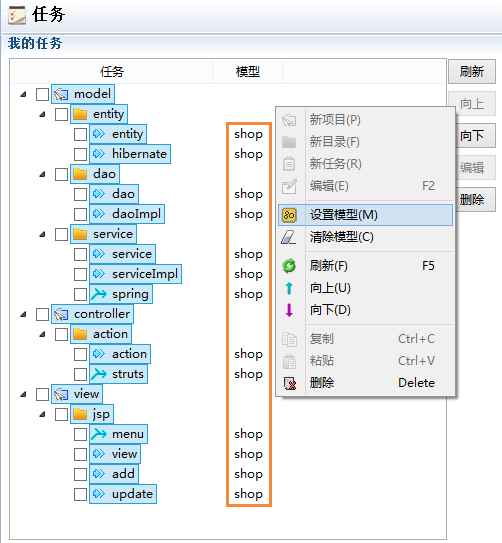 任务
我的任务
任务 模型
刷新
model
向上
entity
新项目(P)
entity shop
新目录(F)
向下
hibernate shop
新任务(R)
编辑
dao
编辑(E) F2
dao shop
删除
daoImpl shop
设置模型(M)
service
清除模型(C)
service shop
刷新(F) F5
serviceImpl shop
向上(U)
spring shop
向下(D)
controller
action
复制 Ctrl+C
action shop
粘贴 Ctrl+V
struts shop
删除 Delete
view
jsp
menu shop
view shop
add shop
update shop